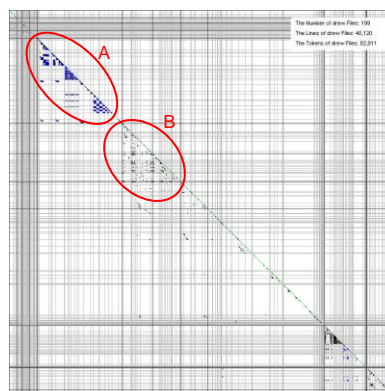 The Number of drew Files: 199
The Lines of drew Files: 40,120
The Tokens of drew Files: 82,811
A
B